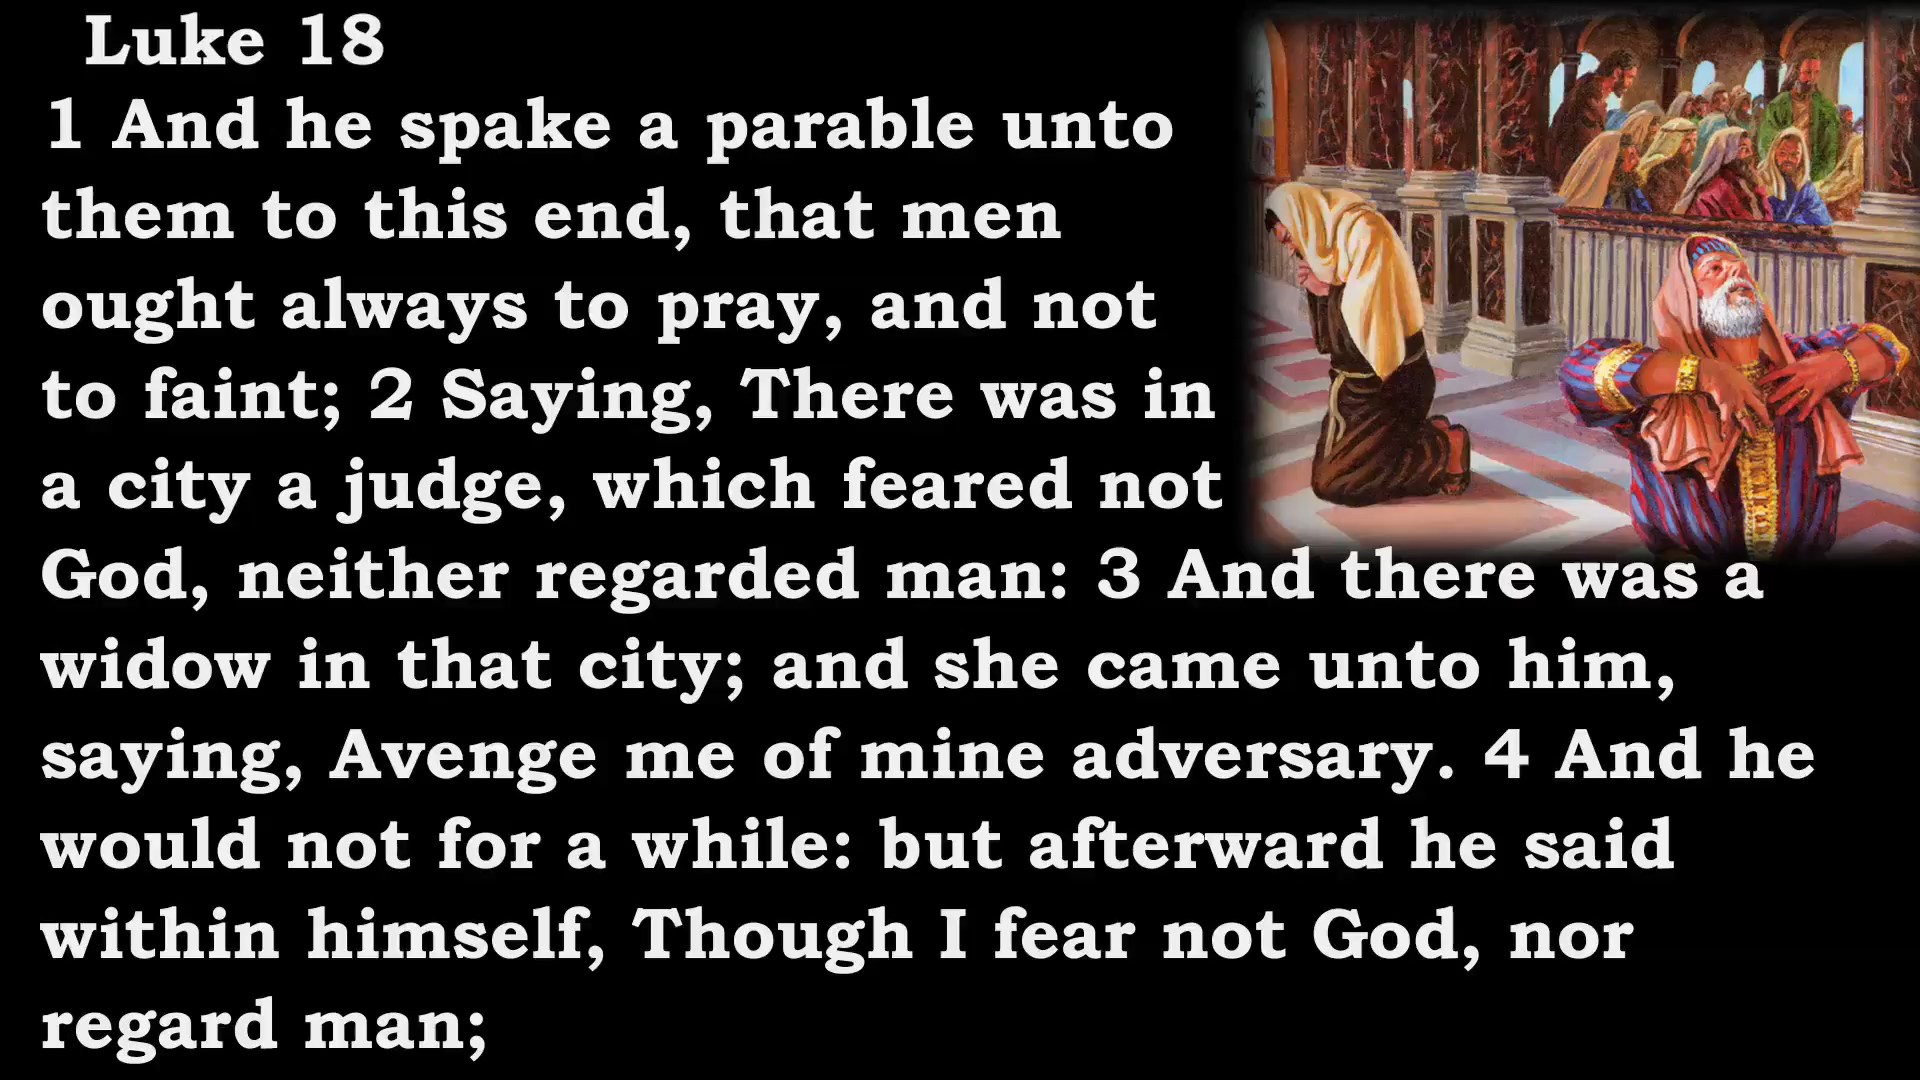 Luke 18
1 And he spake a parable unto
them to this end, that men
ought always to pray, and not
to faint; 2 Saying, There was in
a city a judge, which feared not
God, neither regarded man: 3 And there was a
widow in that city; and she came unto him,
saying, Avenge me of mine adversary. 4 And he
would not for a while: but afterward he said
within himself, Though I fear not God, nor
regard man;